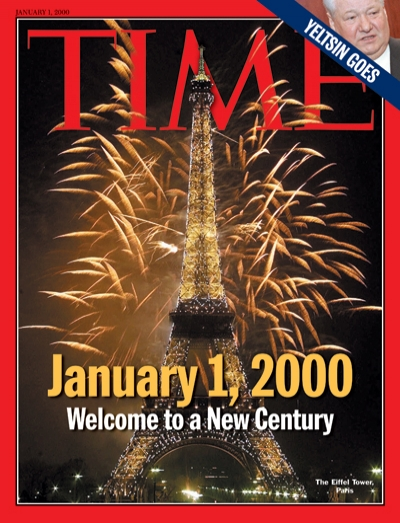 JANUARY 1, 2000
YELTSIN GOES
TIME
January 1, 2000
Welcome to a New Century
The Eiffel Tower,
Paris